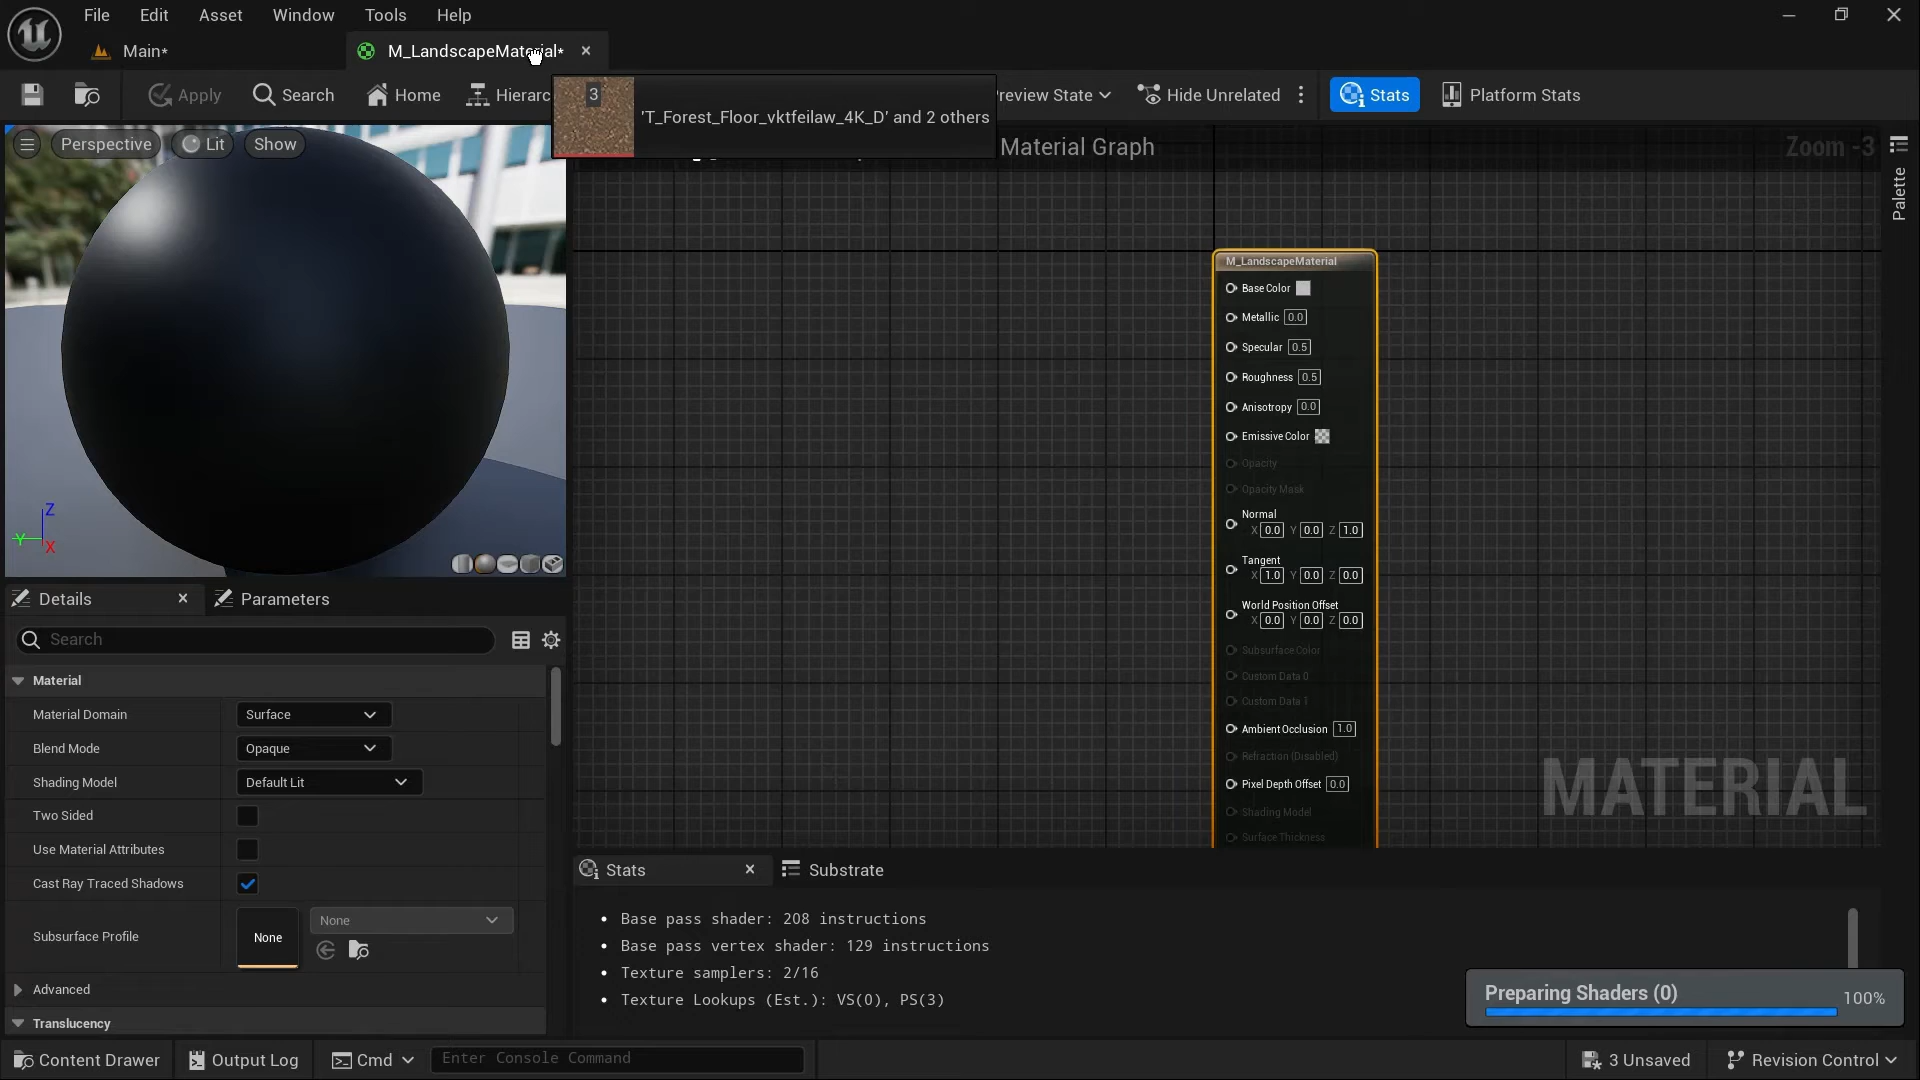 File Edit Asset Window Tools Help
Main*
M_LandscapeMaterial*
Apply
Search
Home
Hierarc
review State
Hide Unrelated
Stats
Platform Stats
3
'T_Forest_Floor_vktfeilaw_4K_D' and 2 others
Perspective
Lit
Show
Material Graph
Zoom -3
Palette
M_LandscapeMaterial
Base Color
Metallic 0.0
Specular 0.5
Roughness 0.5
Anisotropy 0.0
Emissive Color
Opacity
Opacity Mask
Normal
X 0.0 Y 0.0 Z 1.0
Tangent
X 1.0 Y 0.0 Z 0.0
World Position Offset
X 0.0 Y 0.0 Z 0.0
Subsurface Color
Custom Data 0
Custom Data 1
Ambient Occlusion 1.0
Refraction (Disabled)
Pixel Depth Offset 0.0
Shading Model
Surface Thickness
MATERIAL
Z
Y
X
Details
Parameters
Search
Material
Material Domain Surface
Blend Mode Opaque
Shading Model Default Lit
Two Sided
Use Material Attributes
Cast Ray Traced Shadows
Subsurface Profile None None
Advanced
Translucency
Stats
Substrate
• Base pass shader: 208 instructions
• Base pass vertex shader: 129 instructions
• Texture samplers: 2/16
• Texture Lookups (Est.): VS(0), PS(3)
Preparing Shaders (0) 100%
Content Drawer
Output Log
Cmd
Enter Console Command
3 Unsaved
Revision Control